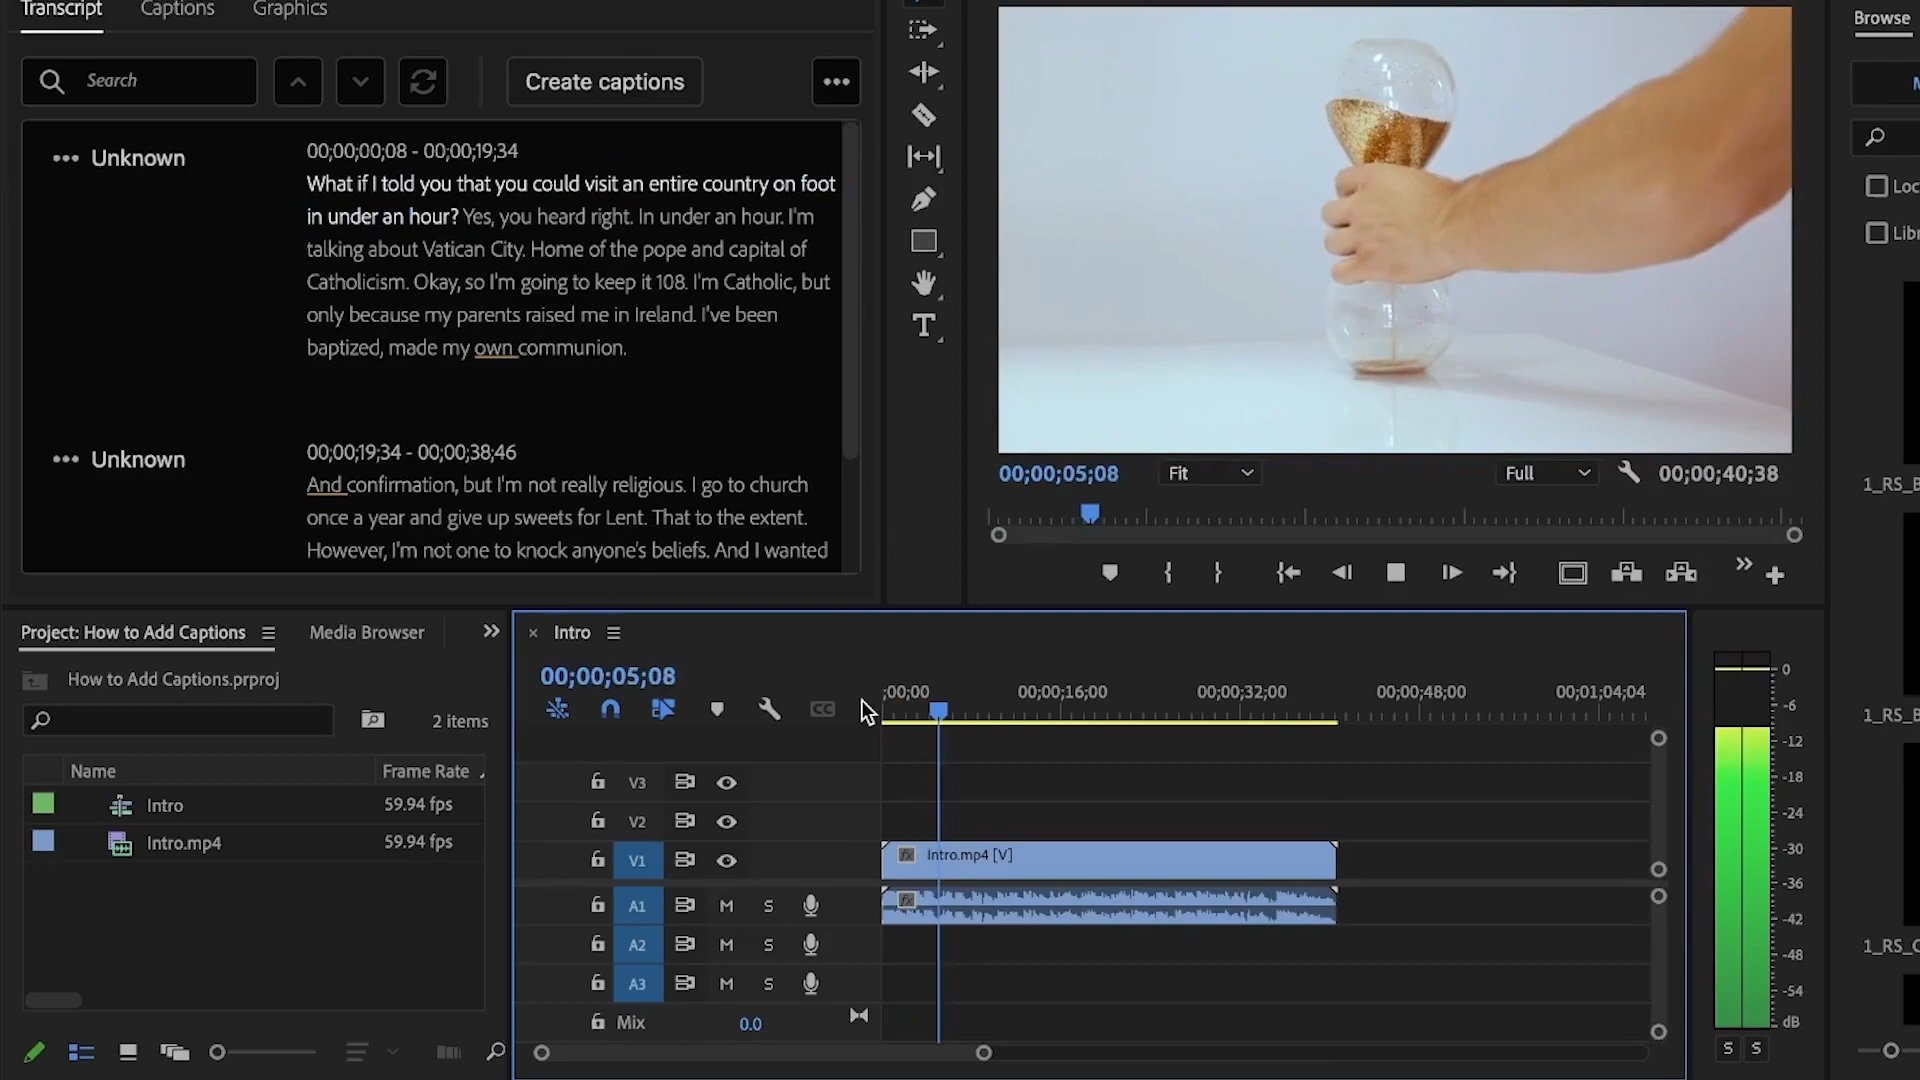 Transcript
Captions
Graphics
Browse
Search
Create captions
Unknown
00;00;00;08 - 00;00;19;34
What if I told you that you could visit an entire country on foot
in under an hour? Yes, you heard right. In under an hour. I'm
talking about Vatican City. Home of the pope and capital of
Catholicism. Okay, so I'm going to keep it 108. I'm Catholic, but
only because my parents raised me in Ireland. I've been
baptized, made my own communion.
Unknown
00;00;19;34 - 00;00;38;46
And confirmation, but I'm not really religious. I go to church
once a year and give up sweets for Lent. That to the extent.
However, I'm not one to knock anyone's beliefs. And I wanted
00;00;05;08
Fit
Full
00;00;40;38
Loc
Libr
1_RS_B
1_RS_B
1_RS_C
Project: How to Add Captions
Media Browser
How to Add Captions.prproj
2 items
Name
Frame Rate
Intro
59.94 fps
Intro.mp4
59.94 fps
× Intro
00;00;05;08
CC
;00;00
00;00;16;00
00;00;32;00
00;00;48;00
00;01;04;04
V3
V2
V1
fx Intro.mp4 [V]
A1 M S
fx
A2 M S
A3 M S
Mix 0.0
0
-6
-12
-18
-24
-30
-36
-42
-48
-54
dB
S S